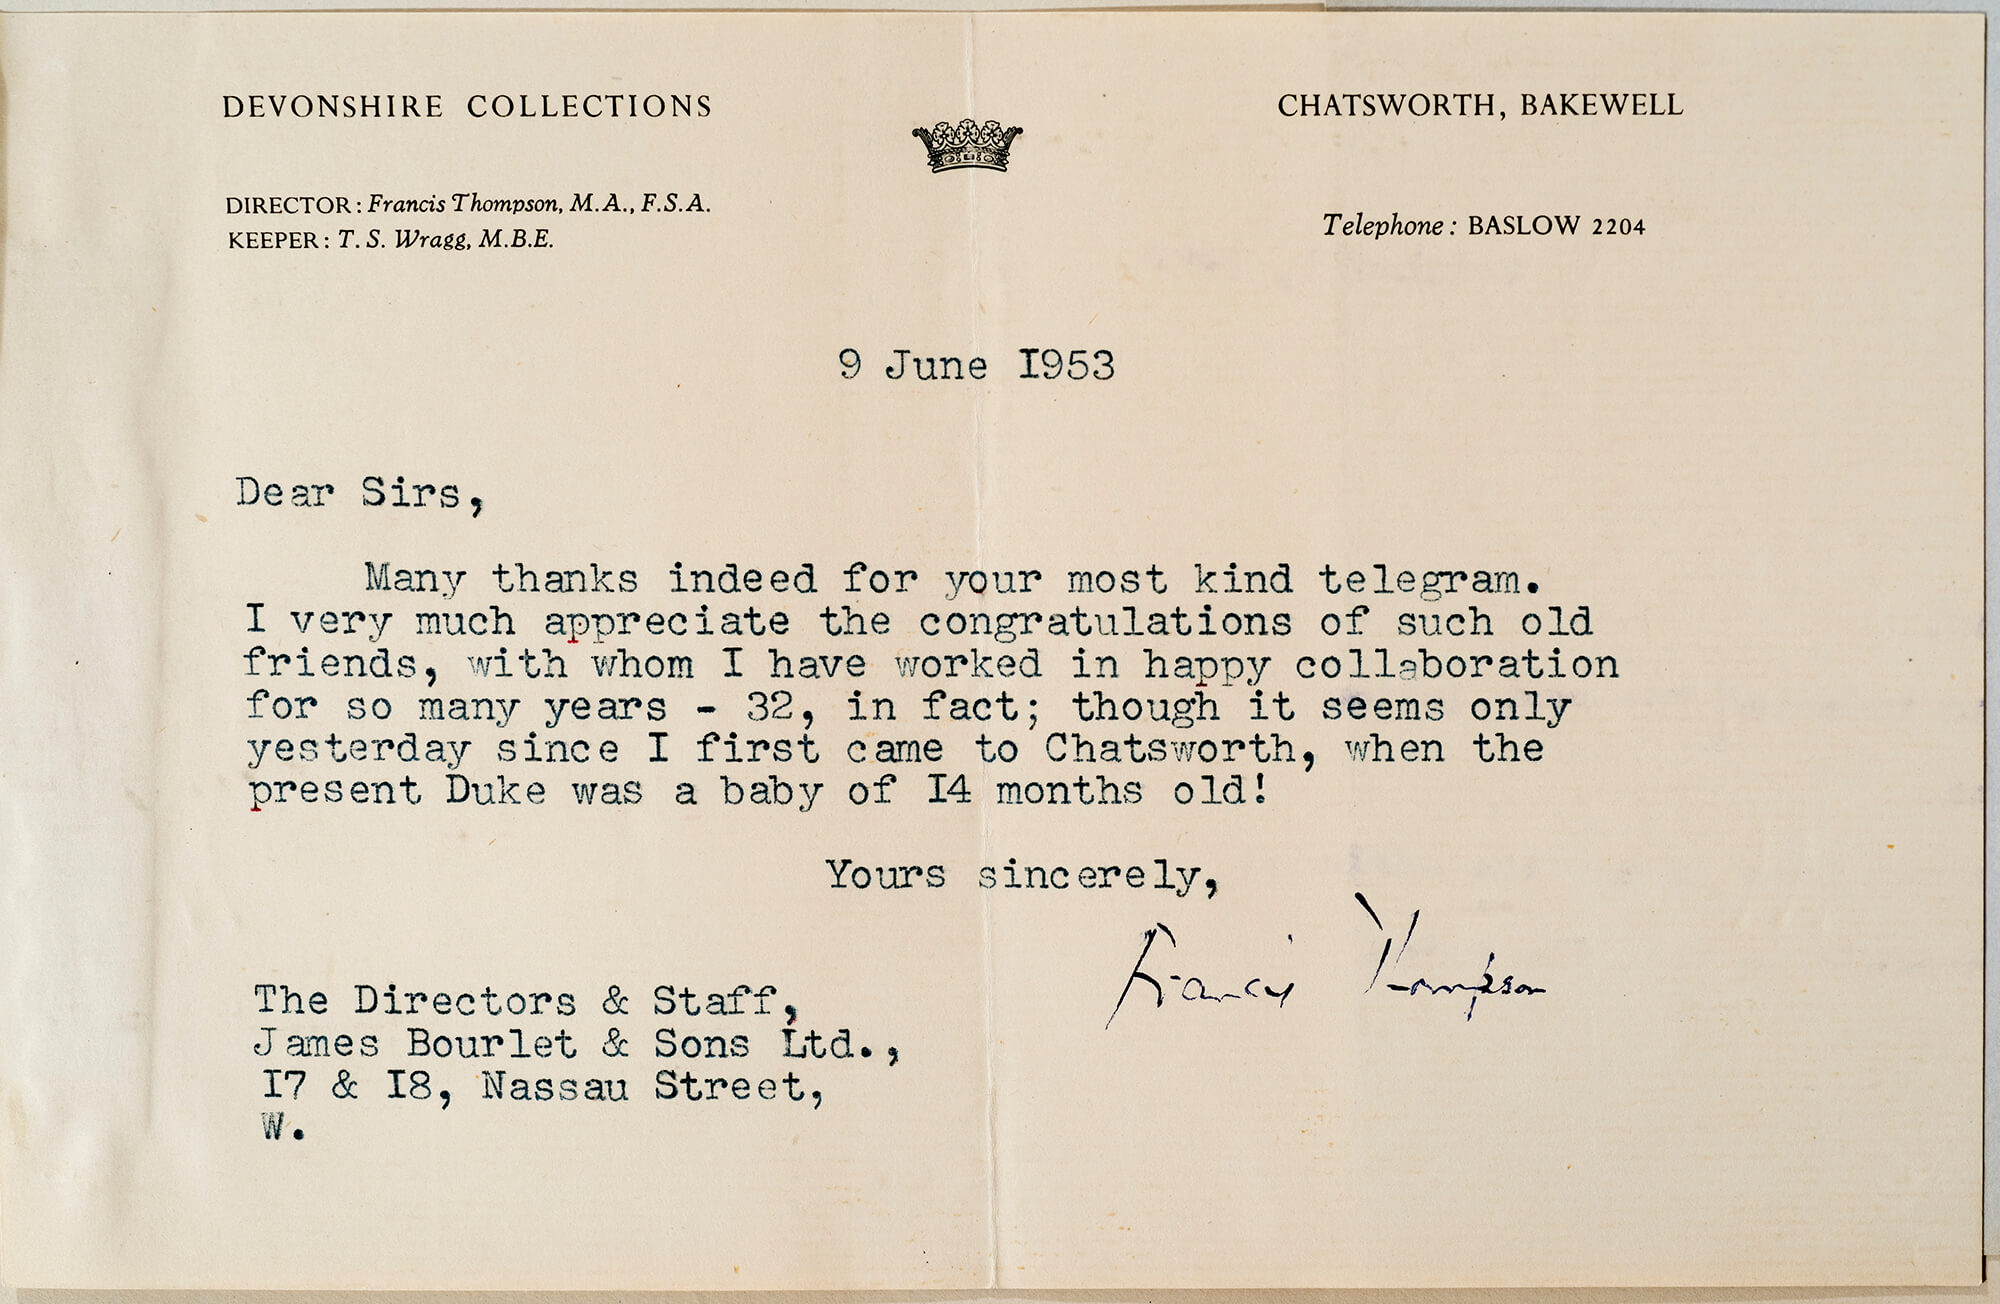 DEVONSHIRE COLLECTIONS
CHATSWORTH, BAKEWELL
DIRECTOR: Francis Thompson, M.A., F.S.A.
KEEPER: T. S. Wragg, M.B.E.
Telephone: BASLOW 2204
9 June I953
Dear Sirs,
Many thanks indeed for your most kind telegram.
I very much appreciate the congratulations of such old
friends, with whom I have worked in happy collaboration
for so many years - 32, in fact; though it seems only
yesterday since I first came to Chatsworth, when the
present Duke was a baby of I4 months old!
Yours sincerely,
Francis Thompson
The Directors & Staff,
James Bourlet & Sons Ltd.,
I7 & I8, Nassau Street,
W.